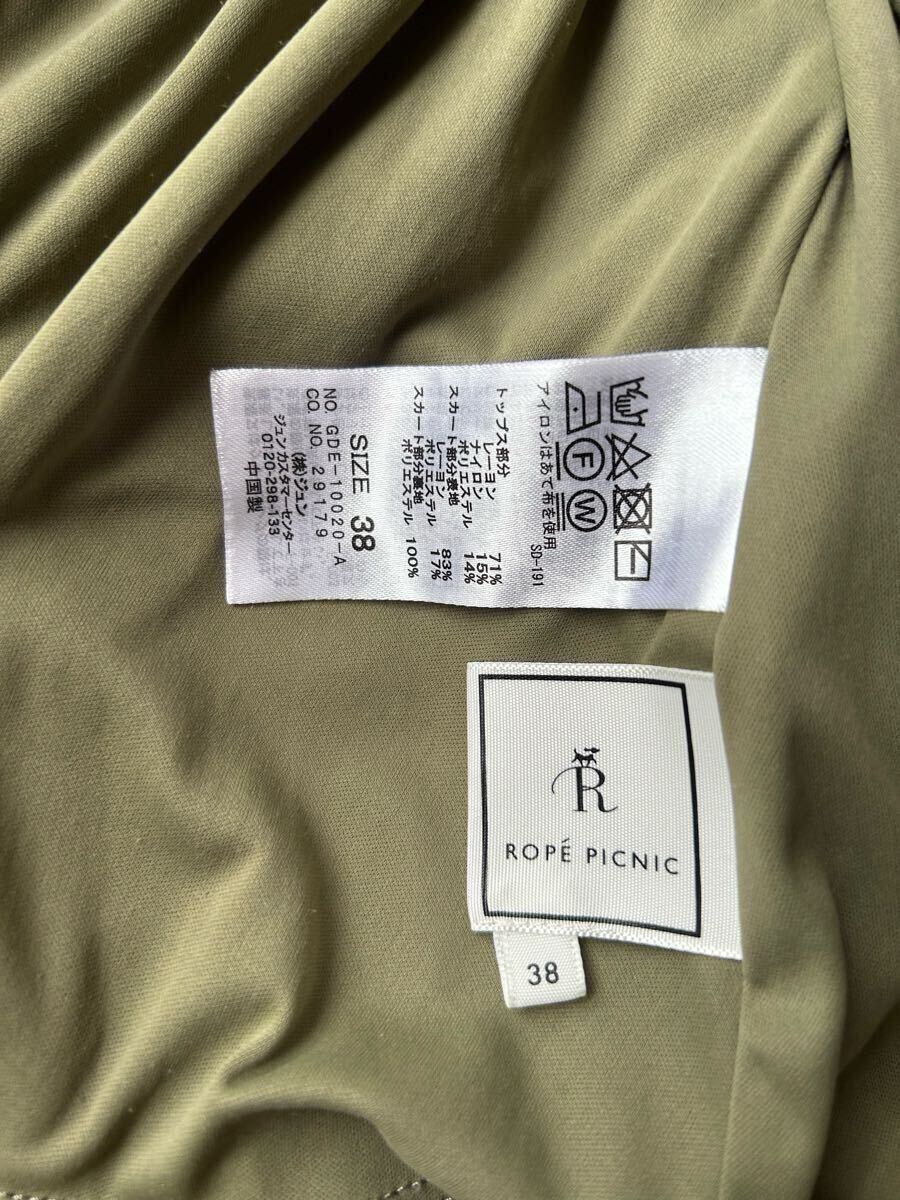 W
F
アイロンはあて布を使用
SD-191
トップス部分
レーヨン 71%
ナイロン 15%
ポリエステル 14%
スカート部分表地
レーヨン 83%
ポリエステル 17%
スカート部分裏地
ポリエステル 100%
SIZE 38
NO. GDE-10020-A
CO. NO. 29179
(株)ジュン
ジュンカスタマーセンター
0120-298-133
中国製
R
ROPÉ PICNIC
38